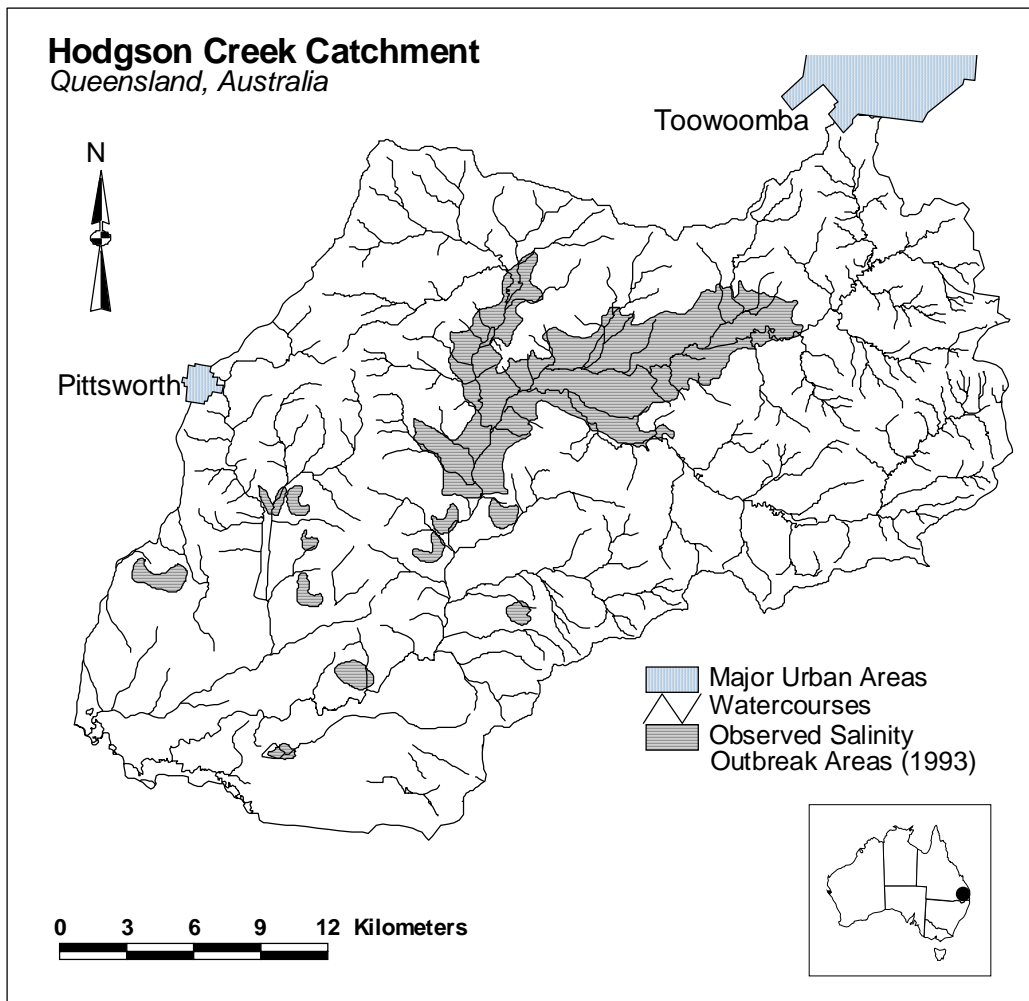 Hodgson Creek Catchment
Queensland, Australia
Toowoomba
N
Pittsworth
Major Urban Areas
Watercourses
Observed Salinity
Outbreak Areas (1993)
0 3 6 9 12 Kilometers